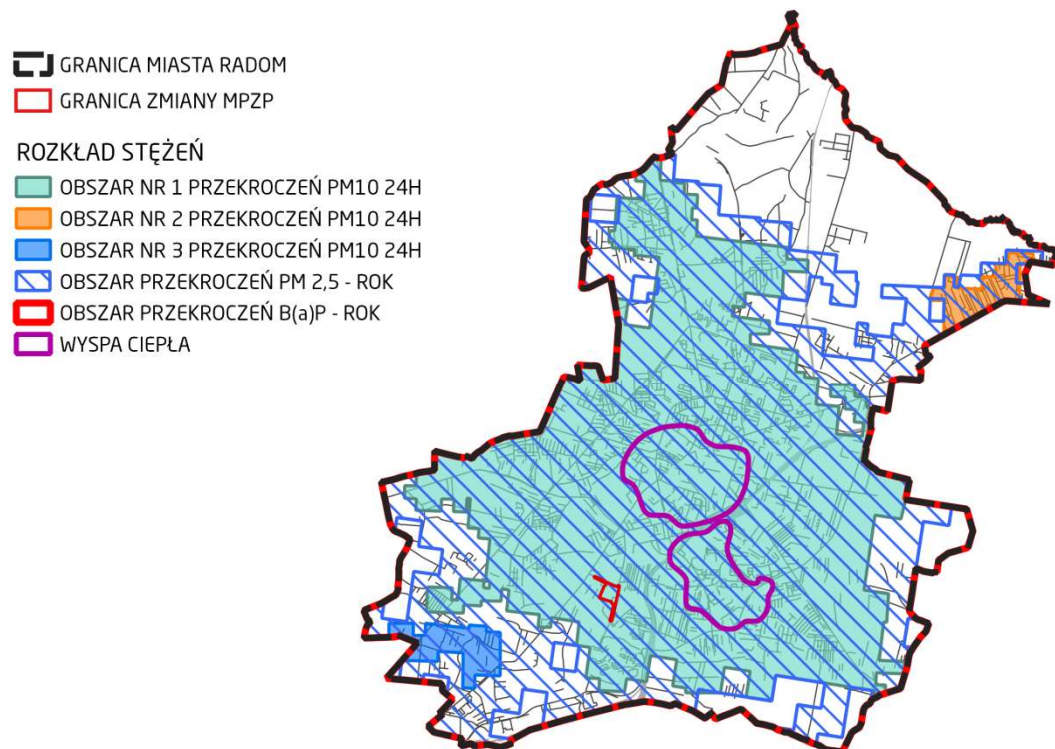 GRANICA MIASTA RADOM
GRANICA ZMIANY MPZP
ROZKŁAD STĘŻEŃ
OBSZAR NR 1 PRZEKROCZEŃ PM10 24H
OBSZAR NR 2 PRZEKROCZEŃ PM10 24H
OBSZAR NR 3 PRZEKROCZEŃ PM10 24H
OBSZAR PRZEKROCZEŃ PM 2,5 - ROK
OBSZAR PRZEKROCZEŃ B(a)P - ROK
WYSPA CIEPŁA